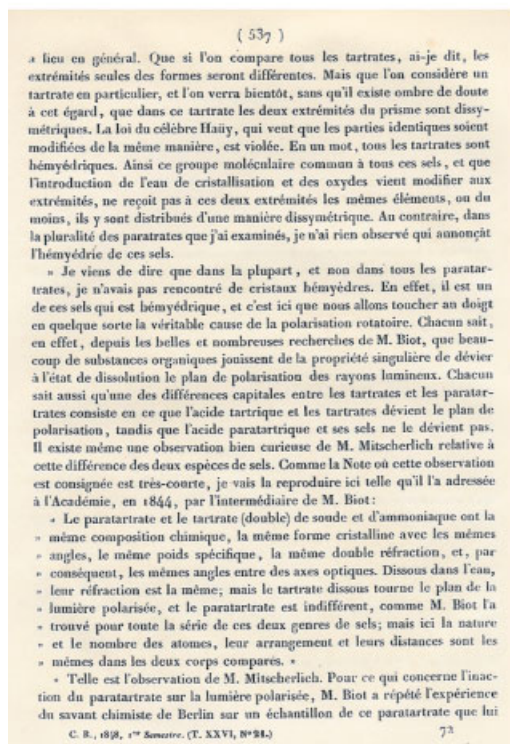 ( 537 )
» lieu en général. Que si l'on compare tous les tartrates, ai-je dit, les
extrémités seules des formes seront différentes. Mais que l'on considère un
tartrate en particulier, et l'on verra bientôt, sans qu'il existe ombre de doute
à cet égard, que dans ce tartrate les deux extrémités du prisme sont dissy-
métriques. La loi du célèbre Haüy, qui veut que les parties identiques soient
modifiées de la même manière, est violée. En un mot, tous les tartrates sont
hémyédriques. Ainsi ce groupe moléculaire commun à tous ces sels, et que
l'introduction de l'eau de cristallisation et des oxydes vient modifier aux
extrémités, ne reçoit pas à ces deux extrémités les mêmes éléments, ou du
moins, ils y sont distribués d'une manière dissymétrique. Au contraire, dans
la pluralité des paratrates que j'ai examinés, je n'ai rien observé qui annonçât
l'hémyédrie de ces sels.
» Je viens de dire que dans la plupart, et non dans tous les paratar-
trates, je n'avais pas rencontré de cristaux hémyèdres. En effet, il est un
de ces sels qui est hémyédrique, et c'est ici que nous allons toucher au doigt
en quelque sorte la véritable cause de la polarisation rotatoire. Chacun sait,
en effet, depuis les belles et nombreuses recherches de M. Biot, que beau-
coup de substances organiques jouissent de la propriété singulière de dévier
à l'état de dissolution le plan de polarisation des rayons lumineux. Chacun
sait aussi qu'une des différences capitales entre les tartrates et les paratar-
trates consiste en ce que l'acide tartrique et les tartrates dévient le plan de
polarisation, tandis que l'acide paratartrique et ses sels ne le dévient pas.
Il existe même une observation bien curieuse de M. Mitscherlich relative à
cette différence des deux espèces de sels. Comme la Note où cette observation
est consignée est très-courte, je vais la reproduire ici telle qu'il l'a adressée
à l'Académie, en 1844, par l'intermédiaire de M. Biot :
« Le paratartrate et le tartrate (double) de soude et d'ammoniaque ont la
» même composition chimique, la même forme cristalline avec les mêmes
» angles, le même poids spécifique, la même double réfraction, et, par
» conséquent, les mêmes angles entre des axes optiques. Dissous dans l'eau,
» leur réfraction est la même; mais le tartrate dissous tourne le plan de la
» lumière polarisée, et le paratartrate est indifférent, comme M. Biot l'a
» trouvé pour toute la série de ces deux genres de sels; mais ici la nature
» et le nombre des atomes, leur arrangement et leurs distances sont les
» mêmes dans les deux corps comparés. »
» Telle est l'observation de M. Mitscherlich. Pour ce qui concerne l'inac-
tion du paratartrate sur la lumière polarisée, M. Biot a répété l'expérience
du savant chimiste de Berlin sur un échantillon de ce paratartrate que lui
C. R., 1848, 1er Semestre. (T. XXVI, N° 21.) 72